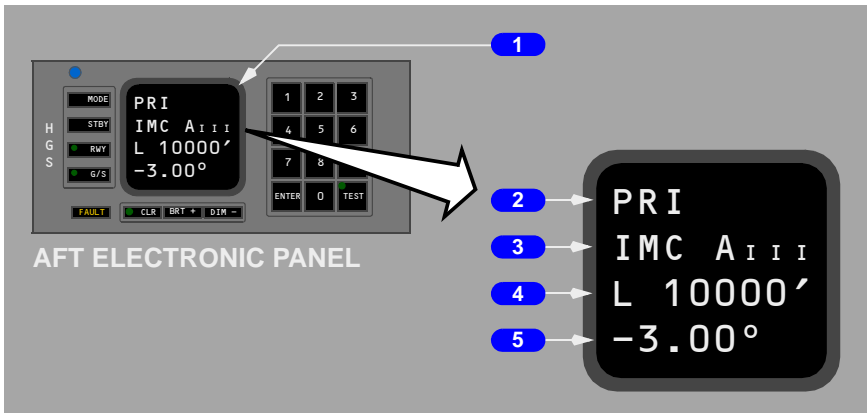 1
MODE
STBY
RWY
G/S
H
G
S
PRI
IMC AIII
L 10000′
-3.00°
1 2 3
4 5 6
7 8
ENTER 0 TEST
FAULT
CLR BRT + DIM -
AFT ELECTRONIC PANEL
2 PRI
3 IMC AIII
4 L 10000′
5 -3.00°